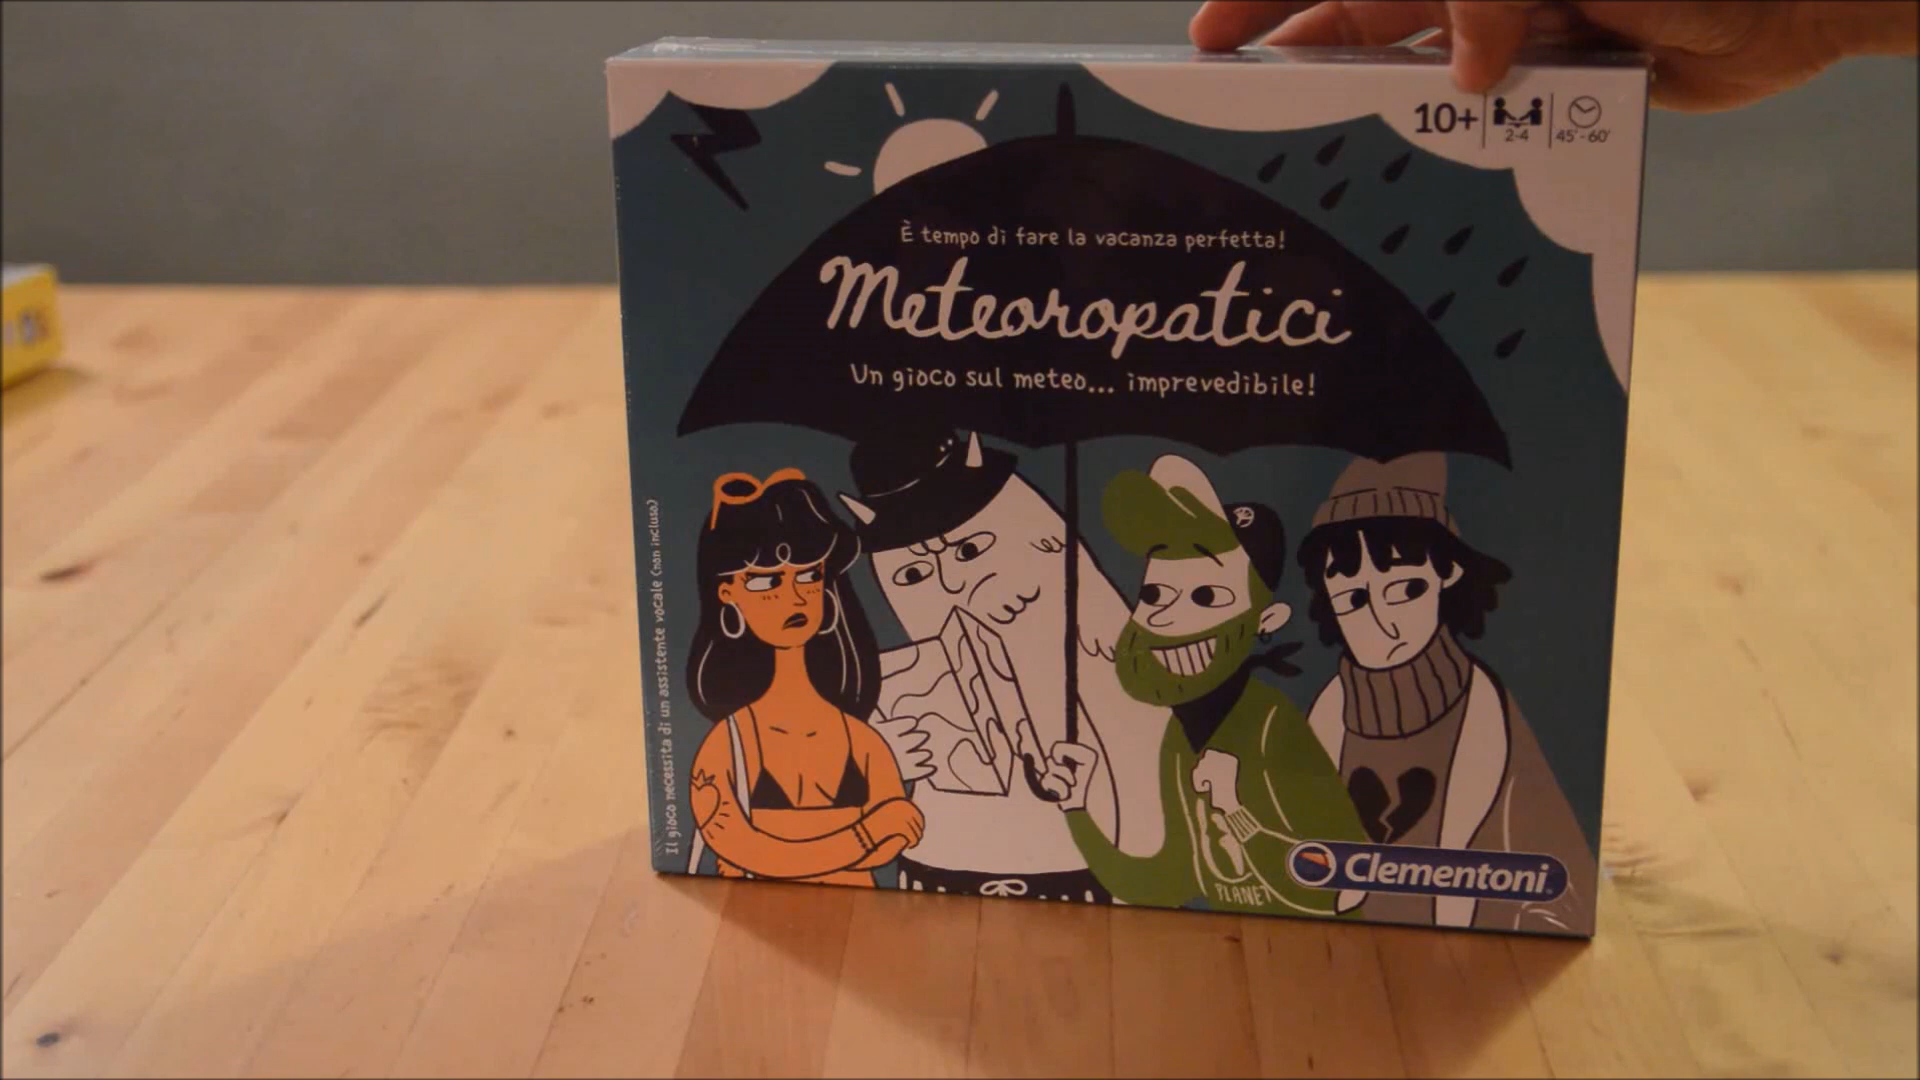 10+
2-4
45'-60'
È tempo di fare la vacanza perfetta!
Meteoropatici
Un gioco sul meteo... imprevedibile!
Il gioco necessita di un assistente vocale (non incluso)
PLANET
Clementoni